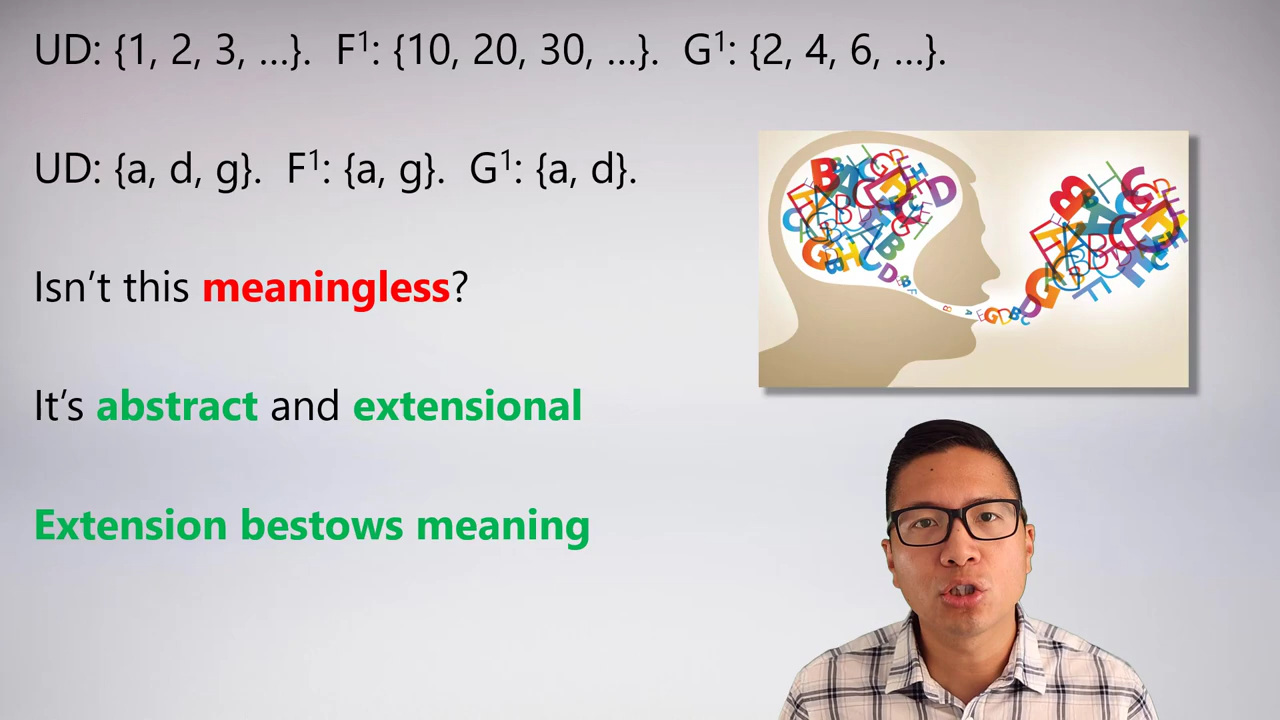 UD: {1, 2, 3, …}. F¹: {10, 20, 30, …}. G¹: {2, 4, 6, …}.
UD: {a, d, g}. F¹: {a, g}. G¹: {a, d}.
Isn’t this meaningless?
It’s abstract and extensional
Extension bestows meaning